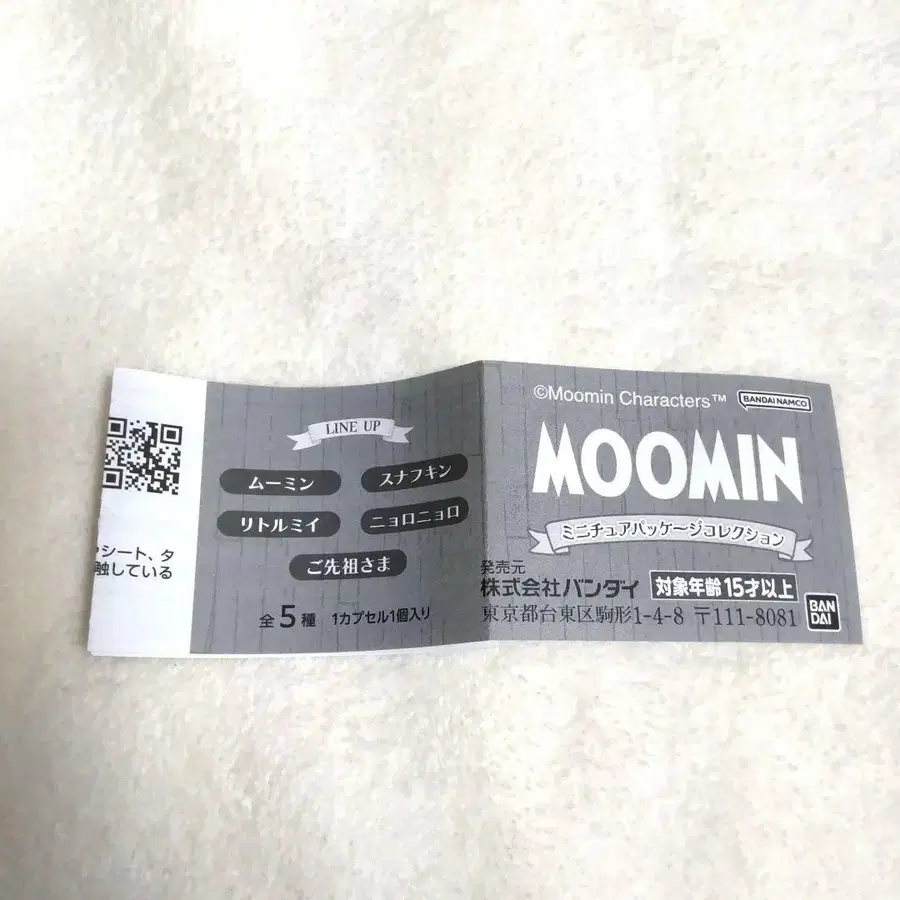 シート、タ
触している
LINE UP
ムーミン
スナフキン
リトルミイ
ニョロニョロ
ご先祖さま
全5種 1カプセル1個入り
©Moomin Characters™
BANDAI NAMCO
MOOMIN
ミニチュアパッケージコレクション
発売元
株式会社バンダイ 対象年齢15才以上
東京都台東区駒形1-4-8 〒111-8081
BAN
DAI